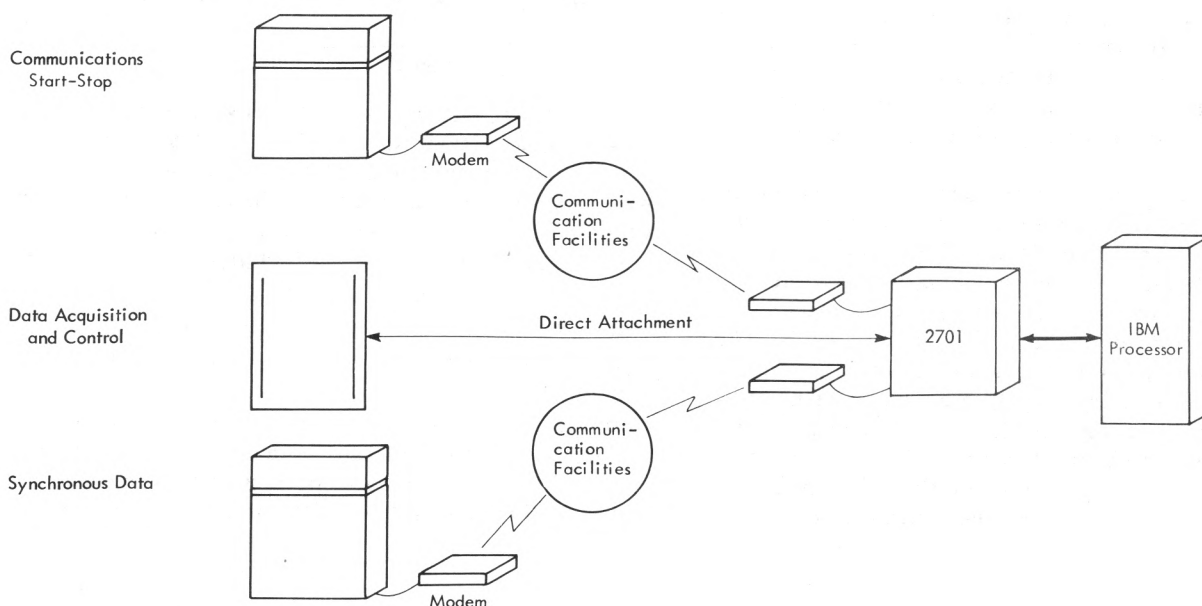 Communications
Start-Stop
Modem
Communi-
cation
Facilities
Data Acquisition
and Control
Direct Attachment
2701
IBM
Processor
Communi-
cation
Facilities
Synchronous Data
Modem